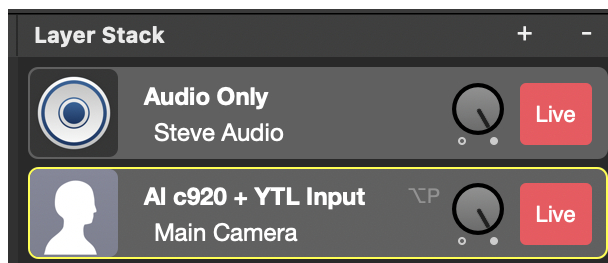 Layer Stack + -
Audio Only
Steve Audio
Live
AI c920 + YTL Input ⌥P
Main Camera
Live